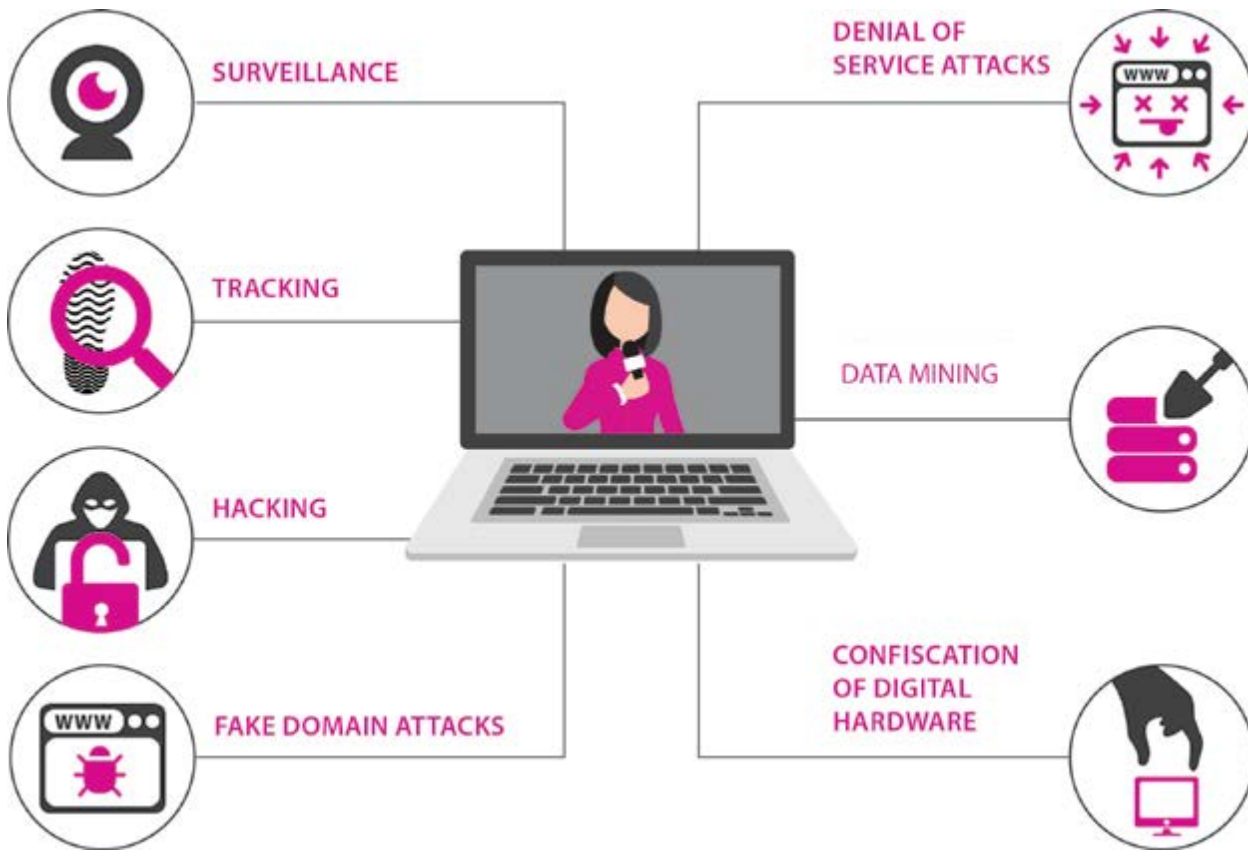 SURVEILLANCE
TRACKING
HACKING
WWW
FAKE DOMAIN ATTACKS
DENIAL OF
SERVICE ATTACKS
WWW
DATA MINING
CONFISCATION
OF DIGITAL
HARDWARE